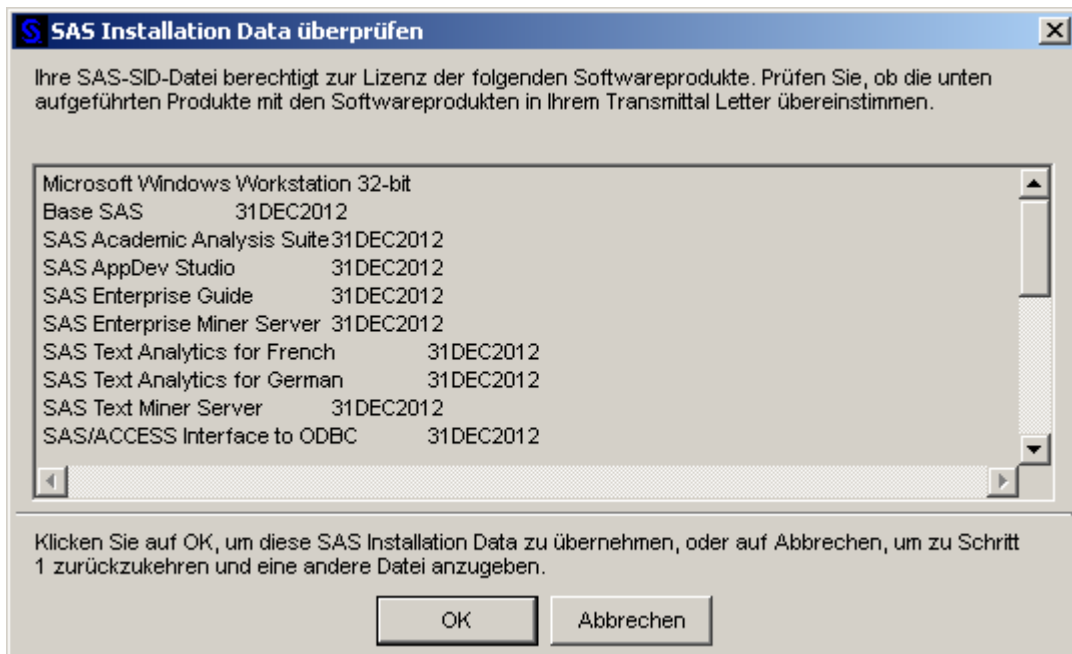 SAS Installation Data überprüfen
Ihre SAS-SID-Datei berechtigt zur Lizenz der folgenden Softwareprodukte. Prüfen Sie, ob die unten
aufgeführten Produkte mit den Softwareprodukten in Ihrem Transmittal Letter übereinstimmen.
Microsoft Windows Workstation 32-bit
Base SAS 31DEC2012
SAS Academic Analysis Suite31DEC2012
SAS AppDev Studio 31DEC2012
SAS Enterprise Guide 31DEC2012
SAS Enterprise Miner Server 31DEC2012
SAS Text Analytics for French 31DEC2012
SAS Text Analytics for German 31DEC2012
SAS Text Miner Server 31DEC2012
SAS/ACCESS Interface to ODBC 31DEC2012
Klicken Sie auf OK, um diese SAS Installation Data zu übernehmen, oder auf Abbrechen, um zu Schritt
1 zurückzukehren und eine andere Datei anzugeben.
OK Abbrechen